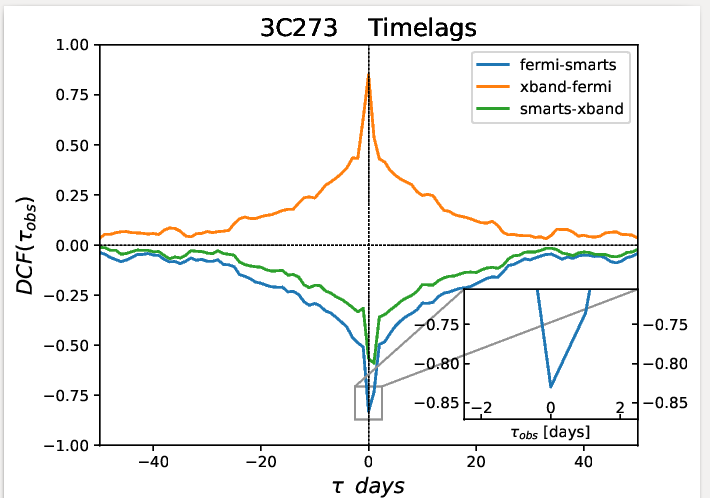 3C273 Timelags
fermi-smarts
xband-fermi
smarts-xband
DCF(τobs)
1.00
0.75
0.50
0.25
0.00
−0.25
−0.50
−0.75
−1.00
−40 −20 0 20 40
τ days
−0.75 −0.75
−0.80 −0.80
−0.85 −0.85
−2 0 2
τobs [days]